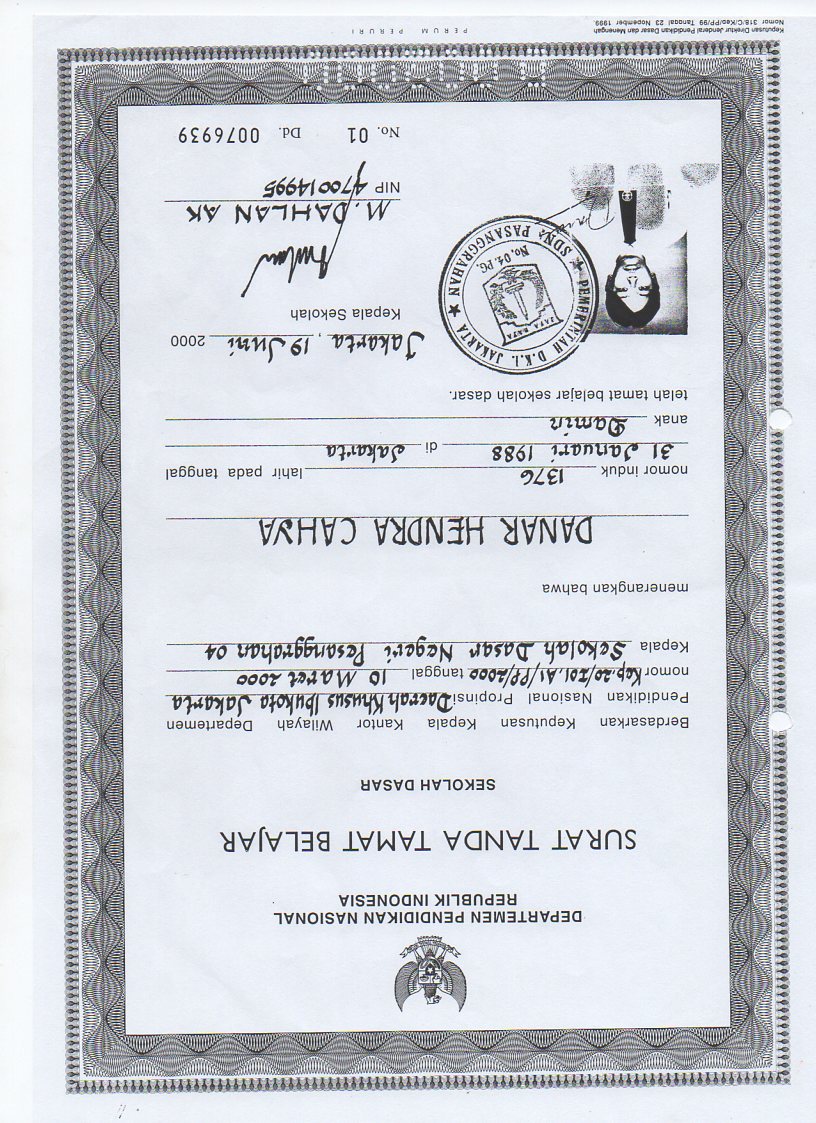 DEPARTEMEN PENDIDIKAN NASIONAL
REPUBLIK INDONESIA
SURAT TANDA TAMAT BELAJAR
SEKOLAH DASAR
Berdasarkan Keputusan Kepala Kantor Wilayah Departemen
Pendidikan Nasional Propinsi Daerah Khusus Ibukota Jakarta
nomor Kep.20/I01.A1/PP/2000 tanggal 10 Maret 2000
Kepala Sekolah Dasar Negeri Pesanggrahan 04
menerangkan bahwa
DANAR HENDRA CAHYA
nomor induk 1376 lahir pada tanggal
31 Januari 1988 di Jakarta
anak Damin
telah tamat belajar sekolah dasar.
Jakarta, 19 Juni 2000
Kepala Sekolah
PEMERINTAH D.K.I. JAKARTA
SDN. PASANGGRAHAN
JAYA RAYA
No. 04. PG.
M. DAHLAN AK
NIP 470014995
No. 01 Dd. 0076939
Keputusan Direktur Jenderal Pendidikan Dasar dan Menengah
Nomor 318/C/Kep/PP/99 Tanggal 23 Nopember 1999.
PERUM PERURI